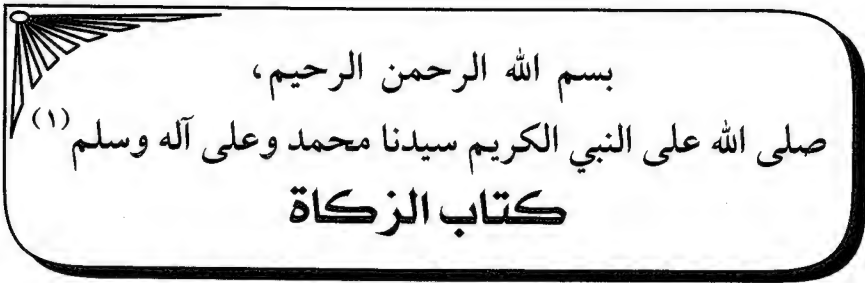 بسم الله الرحمن الرحيم،
صلى الله على النبي الكريم سيدنا محمد وعلى آله وسلم(١)
كتاب الزكاة